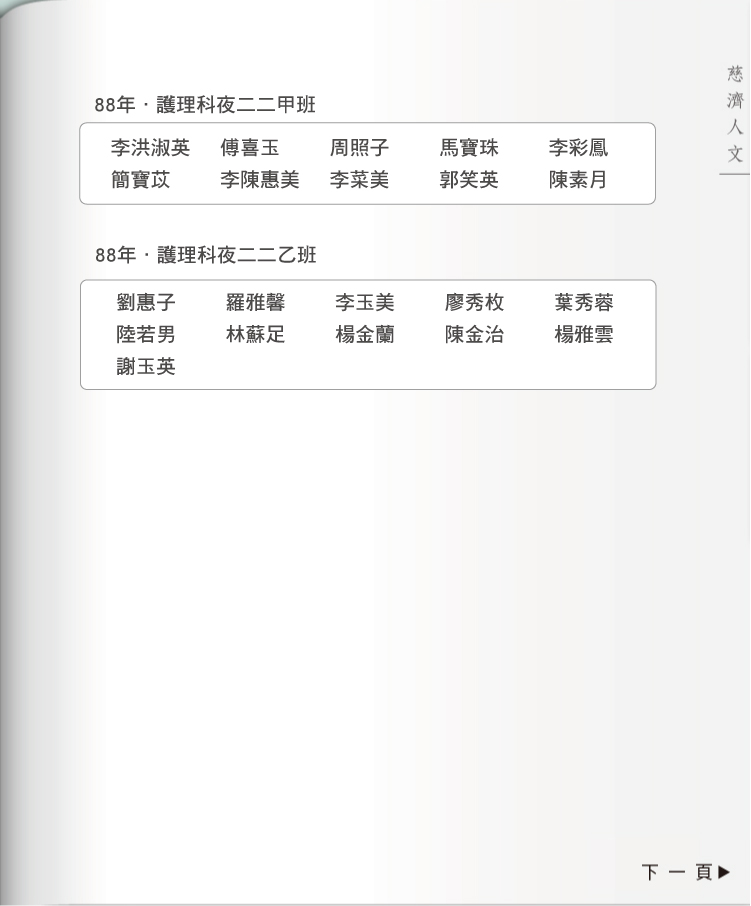 慈濟人文
88年．護理科夜二二甲班
李洪淑英 傅喜玉 周照子 馬寶珠 李彩鳳
簡寶苡 李陳惠美 李菜美 郭笑英 陳素月
88年．護理科夜二二乙班
劉惠子 羅雅馨 李玉美 廖秀枚 葉秀蓉
陸若男 林蘇足 楊金蘭 陳金治 楊雅雲
謝玉英
下一頁▶